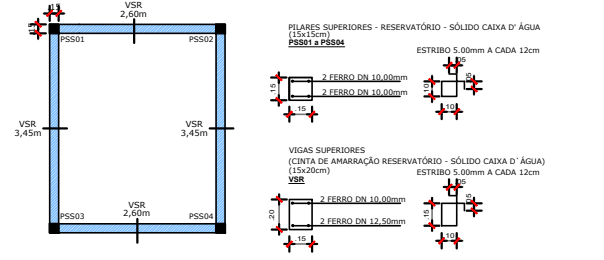 VSR
2,60m
.15
.15
PSS01
PSS02
VSR
3,45m
VSR
3,45m
PSS03
PSS04
VSR
2,60m
PILARES SUPERIORES - RESERVATÓRIO - SÓLIDO CAIXA D' ÁGUA
(15x15cm)
PSS01 a PSS04
ESTRIBO 5.00mm A CADA 12cm
.15
2 FERRO DN 10,00mm
2 FERRO DN 10,00mm
.15
.05
.05
.10
.10
VIGAS SUPERIORES
(CINTA DE AMARRAÇÃO RESERVATÓRIO - SÓLIDO CAIXA D`ÁGUA)
(15x20cm)
VSR
ESTRIBO 5.00mm A CADA 12cm
.20
2 FERRO DN 10,00mm
2 FERRO DN 12,50mm
.15
.05
.05
.15
.10